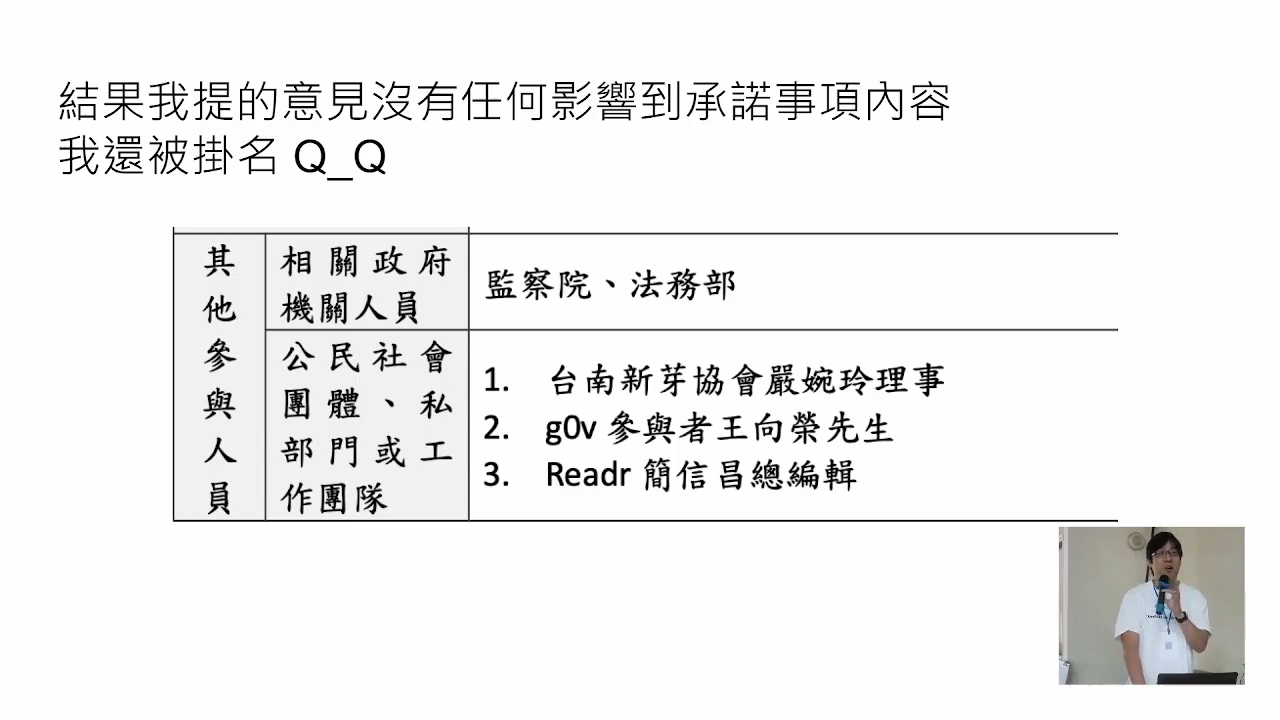 結果我提的意見沒有任何影響到承諾事項內容
我還被掛名 Q_Q
其他參與人員
相關政府
機關人員
監察院、法務部
公民社會
團體、私
部門或工
作團隊
1. 台南新芽協會嚴婉玲理事
2. g0v 參與者王向榮先生
3. Readr 簡信昌總編輯